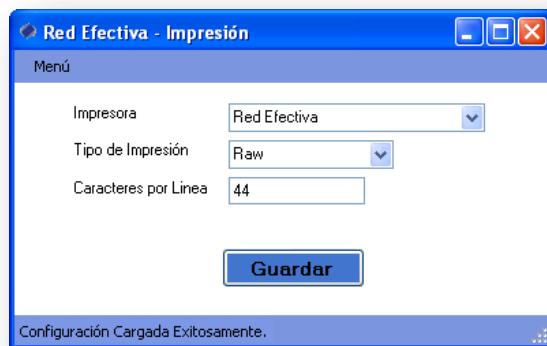 Red Efectiva - Impresión
Menú
Impresora Red Efectiva
Tipo de Impresión Raw
Caracteres por Linea 44
Guardar
Configuración Cargada Exitosamente.